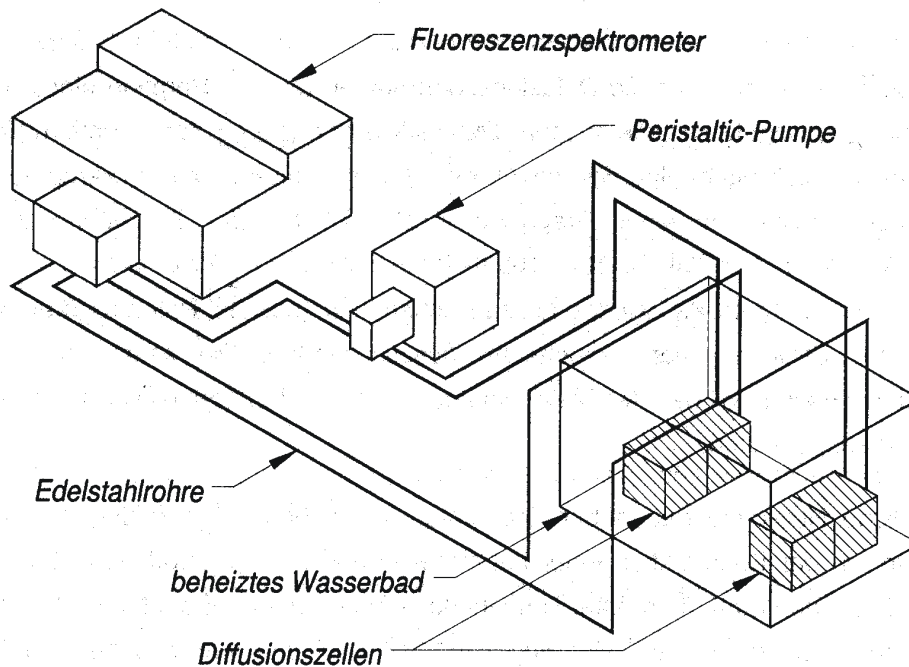 Fluoreszenzspektrometer
Peristaltic-Pumpe
Edelstahlrohre
beheiztes Wasserbad
Diffusionszellen